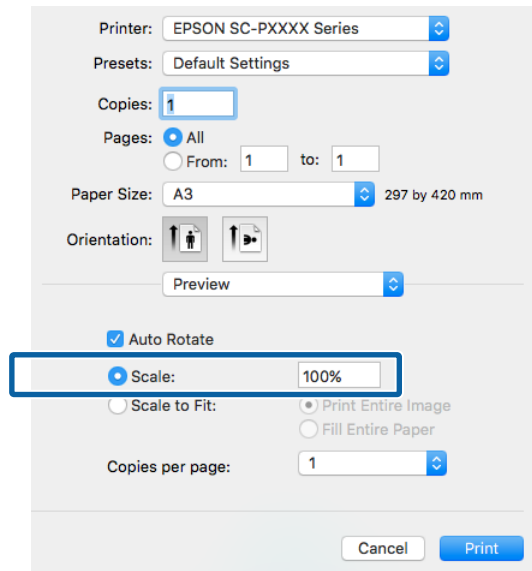 Printer: EPSON SC-PXXXX Series
Presets: Default Settings
Copies: 1
Pages: All
From: 1 to: 1
Paper Size: A3 297 by 420 mm
Orientation:
Preview
Auto Rotate
Scale: 100%
Scale to Fit: Print Entire Image
Fill Entire Paper
Copies per page: 1
Cancel Print